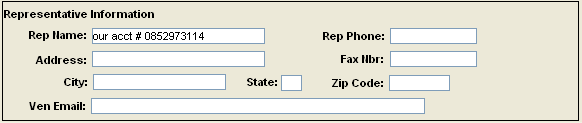 Representative Information
Rep Name: our acct # 0852973114 Rep Phone:
Address: Fax Nbr:
City: State: Zip Code:
Ven Email: